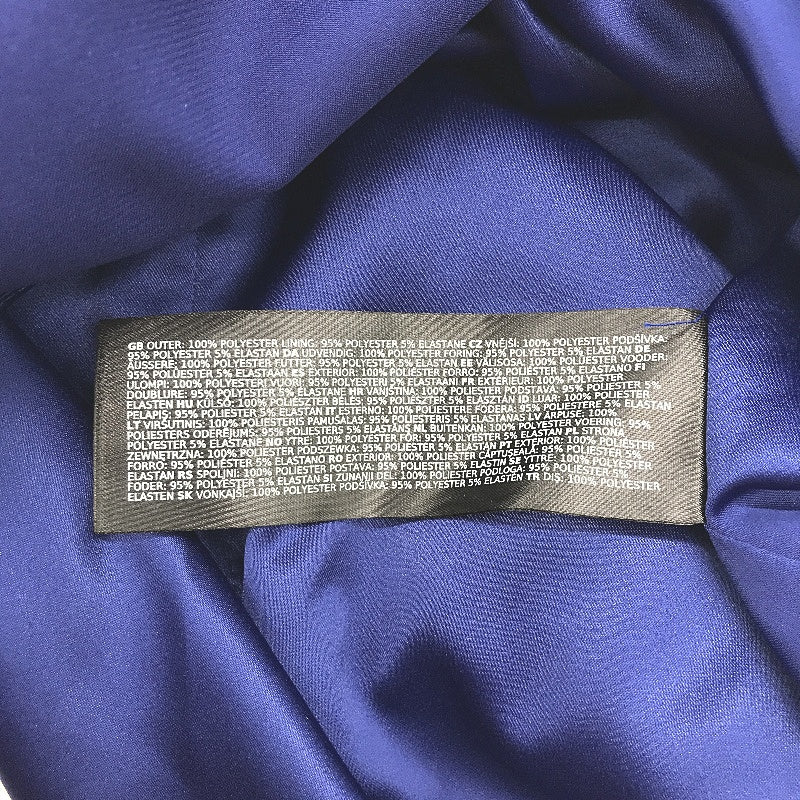 GB OUTER: 100% POLYESTER LINING: 95% POLYESTER 5% ELASTANE CZ VNĚJŠÍ: 100% POLYESTER PODŠÍVKA:
95% POLYESTER 5% ELASTAN DA UDVENDIG: 100% POLYESTER FORING: 95% POLYESTER 5% ELASTAN DE
ÄUSSERE: 100% POLYESTER FUTTER: 95% POLYESTER 5% ELASTAN EE VÄLISOSA: 100% POLÜESTER VOODER:
95% POLÜESTER 5% ELASTAAN ES EXTERIOR: 100% POLIÉSTER FORRO: 95% POLIÉSTER 5% ELASTANO FI
ULOMPI: 100% POLYESTERI VUORI: 95% POLYESTERI 5% ELASTAANI FR EXTÉRIEUR: 100% POLYESTER
DOUBLURE: 95% POLYESTER 5% ELASTANE HR VANJŠTINA: 100% POLIESTER PODSTAVA: 95% POLIESTER 5%
ELASTEN HU KÜLSŐ: 100% POLIÉSZTER BÉLÉS: 95% POLIÉSZTER 5% ELASZTÁN ID LUAR: 100% POLIESTER
PELAPIS: 95% POLIESTER 5% ELASTAN IT ESTERNO: 100% POLIESTERE FODERA: 95% POLIESTERE 5% ELASTAN
LT VIRŠUTINIS: 100% POLIESTERIS PAMUŠALAS: 95% POLIESTERIS 5% ELASTANAS LV ĀRPUSE: 100%
POLIESTERS ODERĒJUMS: 95% POLIESTERS 5% ELASTĀNS NL BUITENKAN: 100% POLYESTER VOERING: 95%
POLYESTER 5% ELASTANE NO YTRE: 100% POLYESTER FÔR: 95% POLYESTER 5% ELASTAN PL STRONA
ZEWNĘTRZNA: 100% POLIESTER PODSZEWKA: 95% POLIESTER 5% ELASTAN PT EXTERIOR: 100% POLIÉSTER
FORRO: 95% POLIÉSTER 5% ELASTANO RO EXTERIOR: 100% POLIESTER CĂPTUŞEALĂ: 95% POLIESTER 5%
ELASTAN RS SPOLJNI: 100% POLIESTER POSTAVA: 95% POLIESTER 5% ELASTIN SE YTTRE: 100% POLYESTER
FODER: 95% POLYESTER 5% ELASTAN SI ZUNANJI DEL: 100% POLIESTER PODLOGA: 95% POLIESTER 5%
ELASTEN SK VONKAJŠÍ: 100% POLYESTER PODŠÍVKA: 95% POLYESTER 5% ELASTÉN TR DIŞ: 100% POLYESTER